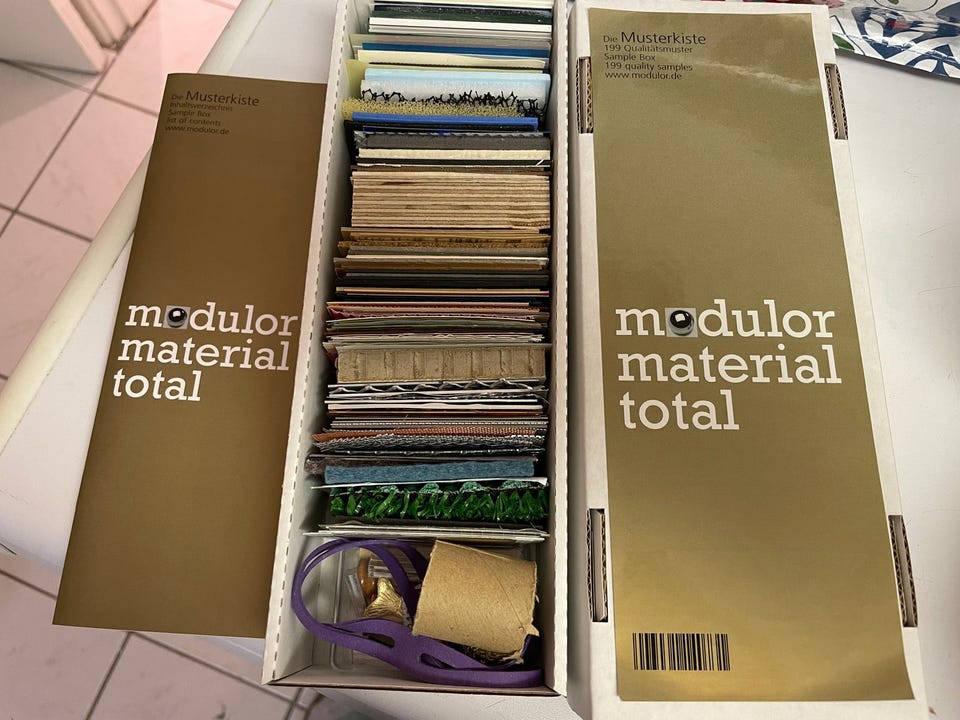 Die Musterkiste
Inhaltsverzeichnis
Sample Box
list of contents
www.modulor.de
modulor
material
total
Die Musterkiste
199 Qualitätsmuster
Sample Box
199 quality samples
www.modulor.de
modulor
material
total